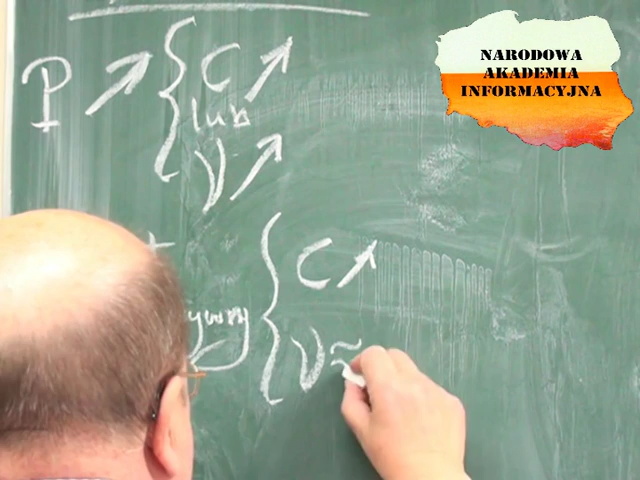 NARODOWA
AKADEMIA
INFORMACYJNA
P ↗ { C ↗
lub
V ↗
{ C ↗
V ≈